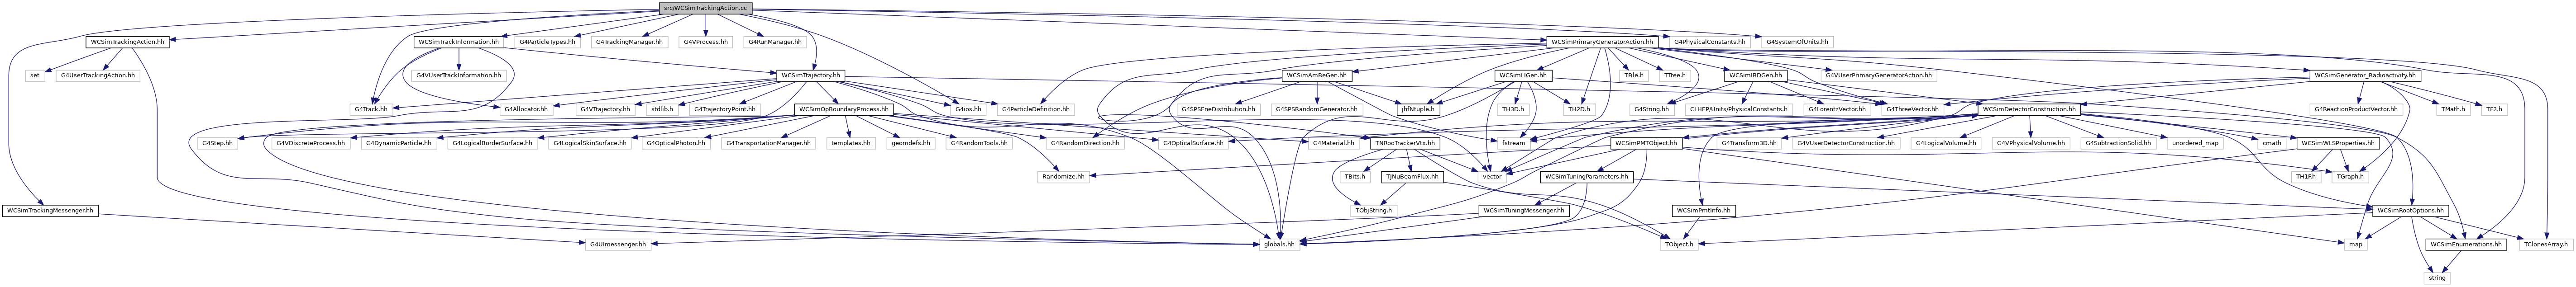 src/WCSimTrackingAction.cc
WCSimTrackingAction.hh
WCSimTrackInformation.hh
G4ParticleTypes.hh
G4TrackingManager.hh
G4VProcess.hh
G4RunManager.hh
WCSimPrimaryGeneratorAction.hh
G4PhysicalConstants.hh
G4SystemOfUnits.hh
set
G4UserTrackingAction.hh
G4VUserTrackInformation.hh
WCSimTrajectory.hh
WCSimAmBeGen.hh
WCSimLIGen.hh
TFile.h
TTree.h
WCSimIBDGen.hh
G4VUserPrimaryGeneratorAction.hh
WCSimGenerator_Radioactivity.hh
G4Track.hh
G4Allocator.hh
G4VTrajectory.hh
stdlib.h
G4TrajectoryPoint.hh
WCSimOpBoundaryProcess.hh
G4ios.hh
G4ParticleDefinition.hh
G4SPSEneDistribution.hh
G4SPSRandomGenerator.hh
jhfNtuple.h
TH3D.h
TH2D.h
G4String.hh
CLHEP/Units/PhysicalConstants.h
G4LorentzVector.hh
G4ThreeVector.hh
WCSimDetectorConstruction.hh
G4ReactionProductVector.hh
TMath.h
TF2.h
G4Step.hh
G4VDiscreteProcess.hh
G4DynamicParticle.hh
G4LogicalBorderSurface.hh
G4LogicalSkinSurface.hh
G4OpticalPhoton.hh
G4TransportationManager.hh
templates.hh
geomdefs.hh
G4RandomTools.hh
G4RandomDirection.hh
G4OpticalSurface.hh
G4Material.hh
TNRooTrackerVtx.hh
fstream
WCSimPMTObject.hh
G4Transform3D.hh
G4VUserDetectorConstruction.hh
G4LogicalVolume.hh
G4VPhysicalVolume.hh
G4SubtractionSolid.hh
unordered_map
cmath
WCSimWLSProperties.hh
Randomize.hh
TBits.h
TJNuBeamFlux.hh
vector
WCSimTuningParameters.hh
TH1F.h
TGraph.h
WCSimTrackingMessenger.hh
TObjString.h
WCSimTuningMessenger.hh
WCSimPmtInfo.hh
WCSimRootOptions.hh
G4UImessenger.hh
globals.hh
TObject.h
map
WCSimEnumerations.hh
TClonesArray.h
string